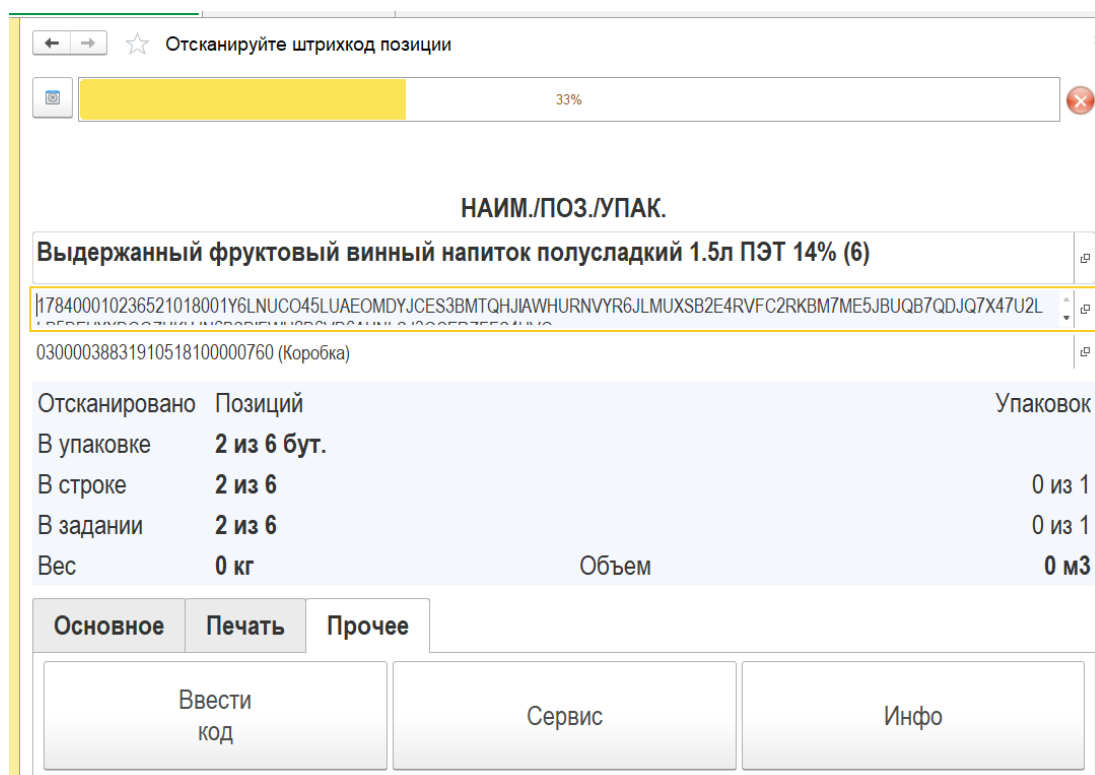 Отсканируйте штрихкод позиции
33%
НАИМ./ПОЗ./УПАК.
Выдержанный фруктовый винный напиток полусладкий 1.5л ПЭТ 14% (6)
178400010236521018001Y6LNUCO45LUAEOMDYJCES3BMTQHJIAWHURNVYR6JLMUXSB2E4RVFC2RKBM7ME5JBUQB7QDJQ7X47U2L
03000038831910518100000760 (Коробка)
Отсканировано Позиций Упаковок
В упаковке 2 из 6 бут.
В строке 2 из 6 0 из 1
В задании 2 из 6 0 из 1
Вес 0 кг Объем 0 м3
Основное Печать Прочее
Ввести
код
Сервис Инфо